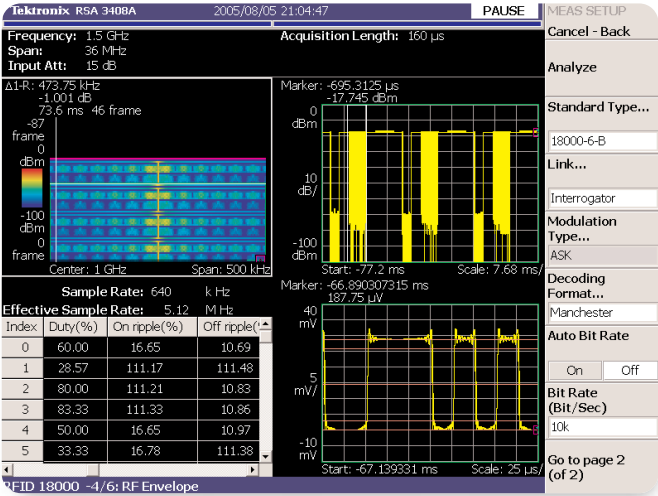 Tektronix RSA 3408A 2005/08/05 21:04:47 PAUSE
MEAS SETUP
Cancel - Back
Frequency: 1.5 GHz Acquisition Length: 160 µs
Span: 36 MHz
Input Att: 15 dB
Analyze
Δ1-R: 473.75 kHz
-1.001 dB
73.6 ms 46 frame
-87
frame
0
dBm
-100
dBm
0
frame
Center: 1 GHz Span: 500 kHz
Marker: -695.3125 µs
-17.745 dBm
0
dBm
10
dB/
-100
dBm
Start: -77.2 ms Scale: 7.68 ms/
Standard Type...
18000-6-B
Link...
Interrogator
Modulation
Type...
ASK
Decoding
Format...
Manchester
Auto Bit Rate
On Off
Bit Rate
(Bit/Sec)
10k
Go to page 2
(of 2)
Sample Rate: 640 k Hz
Effective Sample Rate: 5.12 M Hz
Index Duty(%) On ripple(%) Off ripple(
0 60.00 16.65 10.69
1 28.57 111.17 111.48
2 80.00 111.21 10.83
3 83.33 111.33 10.86
4 50.00 16.65 10.97
5 33.33 16.78 111.38
Marker: -66.890307315 ms
187.75 µV
40
mV
5
mV/
-10
mV
Start: -67.139331 ms Scale: 25 µs/
RFID 18000 -4/6: RF Envelope